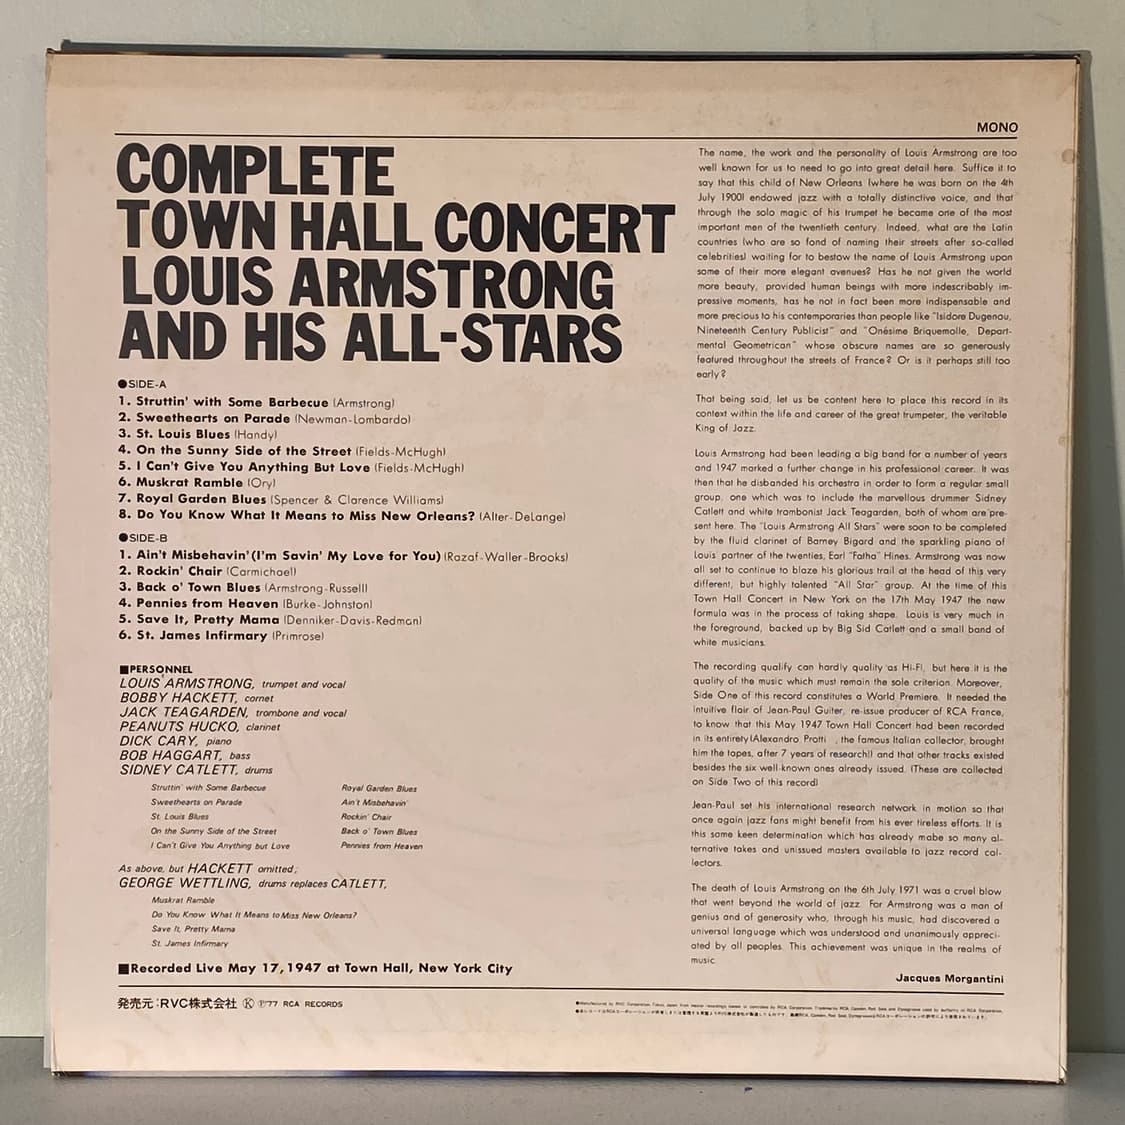 MONO
COMPLETE
TOWN HALL CONCERT
LOUIS ARMSTRONG
AND HIS ALL-STARS
●SIDE-A
1. Struttin' with Some Barbecue (Armstrong)
2. Sweethearts on Parade (Newman-Lombardo)
3. St. Louis Blues (Handy)
4. On the Sunny Side of the Street (Fields-McHugh)
5. I Can't Give You Anything But Love (Fields-McHugh)
6. Muskrat Ramble (Ory)
7. Royal Garden Blues (Spencer & Clarence Williams)
8. Do You Know What It Means to Miss New Orleans? (Alter-DeLange)
●SIDE-B
1. Ain't Misbehavin' (I'm Savin' My Love for You) (Razaf-Waller-Brooks)
2. Rockin' Chair (Carmichael)
3. Back o' Town Blues (Armstrong-Russell)
4. Pennies from Heaven (Burke-Johnston)
5. Save It, Pretty Mama (Denniker-Davis-Redman)
6. St. James Infirmary (Primrose)
■PERSONNEL
LOUIS ARMSTRONG, trumpet and vocal
BOBBY HACKETT, cornet
JACK TEAGARDEN, trombone and vocal
PEANUTS HUCKO, clarinet
DICK CARY, piano
BOB HAGGART, bass
SIDNEY CATLETT, drums
Struttin' with Some Barbecue
Sweethearts on Parade
St. Louis Blues
On the Sunny Side of the Street
I Can't Give You Anything but Love
Royal Garden Blues
Ain't Misbehavin'
Rockin' Chair
Back o' Town Blues
Pennies from Heaven
As above, but HACKETT omitted;
GEORGE WETTLING, drums replaces CATLETT,
Muskrat Ramble
Do You Know What It Means to Miss New Orleans?
Save It, Pretty Mama
St. James Infirmary
■Recorded Live May 17, 1947 at Town Hall, New York City
The name, the work and the personality of Louis Armstrong are too
well known for us to need to go into great detail here. Suffice it to
say that this child of New Orleans (where he was born on the 4th
July 1900) endowed jazz with a totally distinctive voice, and that
through the solo magic of his trumpet he became one of the most
important men of the twentieth century. Indeed, what are the Latin
countries (who are so fond of naming their streets after so-called
celebrities) waiting for to bestow the name of Louis Armstrong upon
some of their more elegant avenues? Has he not given the world
more beauty, provided human beings with more indescribably im-
pressive moments, has he not in fact been more indispensable and
more precious to his contemporaries than people like "Isidore Dugenou,
Nineteenth Century Publicist" and "Onésime Briquemolle, Depart-
mental Geometrican" whose obscure names are so generously
featured throughout the streets of France? Or is it perhaps still too
early?
That being said, let us be content here to place this record in its
context within the life and career of the great trumpeter, the veritable
King of Jazz.
Louis Armstrong had been leading a big band for a number of years
and 1947 marked a further change in his professional career. It was
then that he disbanded his orchestra in order to form a regular small
group, one which was to include the marvellous drummer Sidney
Catlett and white trombonist Jack Teagarden, both of whom are pre-
sent here. The "Louis Armstrong All Stars" were soon to be completed
by the fluid clarinet of Barney Bigard and the sparkling piano of
Louis' partner of the twenties, Earl "Fatha" Hines. Armstrong was now
all set to continue to blaze his glorious trail at the head of this very
different, but highly talented "All Star" group. At the time of this
Town Hall Concert in New York on the 17th May 1947 the new
formula was in the process of taking shape. Louis is very much in
the foreground, backed up by Big Sid Catlett and a small band of
white musicians.
The recording qualify can hardly quality as Hi-Fi, but here it is the
quality of the music which must remain the sole criterion. Moreover,
Side One of this record constitutes a World Premiere. It needed the
intuitive flair of Jean-Paul Guiter, re-issue producer of RCA France,
to know that this May 1947 Town Hall Concert had been recorded
in its entirety (Alexandro Protti , the famous Italian collector, brought
him the tapes, after 7 years of research!) and that other tracks existed
besides the six well-known ones already issued. (These are collected
on Side Two of this record)
Jean-Paul set his international research network in motion so that
once again jazz fans might benefit from his ever tireless efforts. It is
this same keen determination which has already mabe so many al-
ternative takes and unissued masters available to jazz record col-
lectors.
The death of Louis Armstrong on the 6th July 1971 was a cruel blow
that went beyond the world of jazz. For Armstrong was a man of
genius and of generosity who, through his music, had discovered a
universal language which was understood and unanimously appreci-
ated by all peoples. This achievement was unique in the realms of
music.
Jacques Morgantini
発売元:RVC株式会社 Ⓚ Ⓟ'77 RCA RECORDS
●Manufactured by RVC Corporation, Tokyo, Japan from master recordings owned or controlled by RCA Corporation. Trademarks RCA, Camden, Red Seal and Dynagroove used by authority of RCA Corporation.